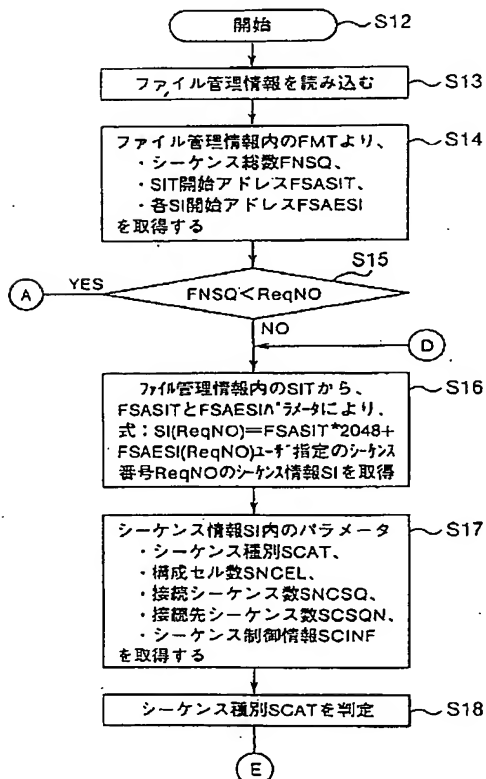 開始
S12
ファイル管理情報を読み込む
S13
ファイル管理情報内のFMTより、
・シーケンス総数FNSQ、
・SIT開始アドレスFSASIT、
・各SI開始アドレスFSAESI
を取得する
S14
S15
A
YES
FNSQ<ReqNO
NO
D
ファイル管理情報内のSITから、
FSASITとFSAESIパラメータにより、
式:SI(ReqNO)=FSASIT*2048+
FSAESI(ReqNO)ユーザ指定のシーケンス
番号ReqNOのシーケンス情報SIを取得
S16
シーケンス情報SI内のパラメータ
・シーケンス種別SCAT、
・構成セル数SNCEL、
・接続シーケンス数SNCSQ、
・接続先シーケンス数SCSQN、
・シーケンス制御情報SCINF
を取得する
S17
シーケンス種別SCATを判定
S18
E